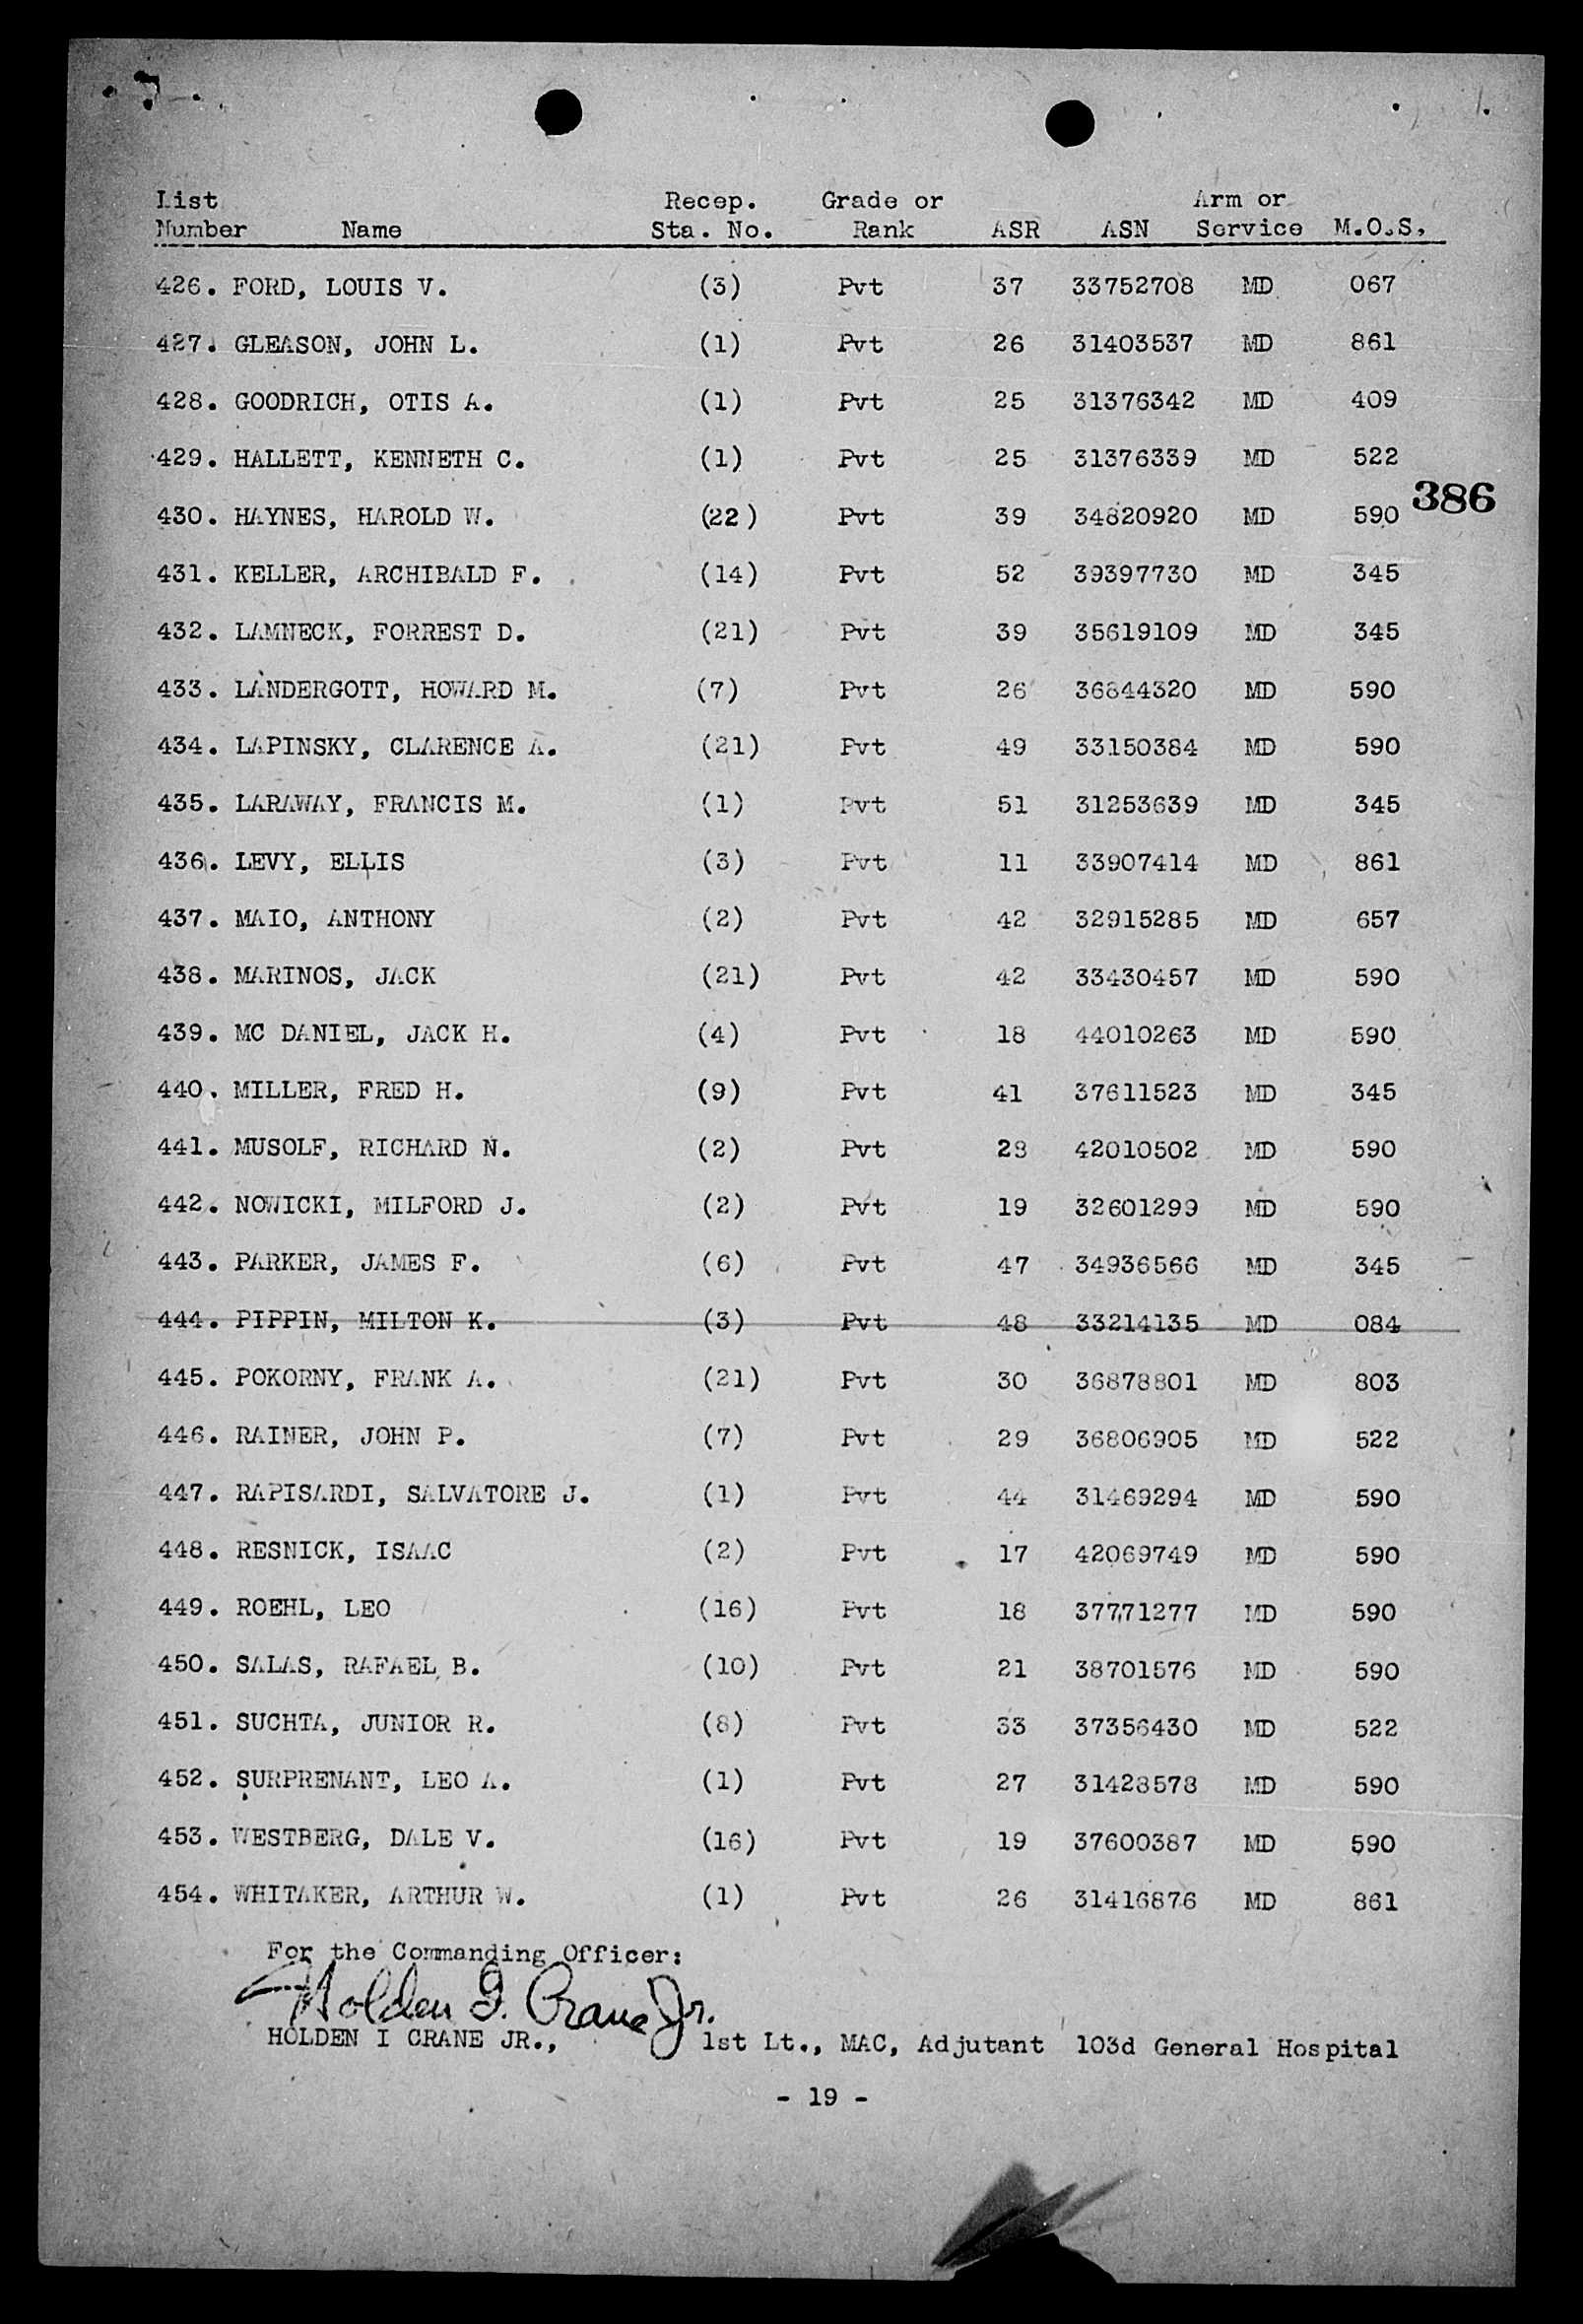 List Recep. Grade or Arm or
Number Name Sta. No. Rank ASR ASN Service M.O.S.
426. FORD, LOUIS V. (3) Pvt 37 33752708 MD 067
427. GLEASON, JOHN L. (1) Pvt 26 31403537 MD 861
428. GOODRICH, OTIS A. (1) Pvt 25 31376342 MD 409
429. HALLETT, KENNETH C. (1) Pvt 25 31376339 MD 522
386
430. HAYNES, HAROLD W. (22) Pvt 39 34820920 MD 590
431. KELLER, ARCHIBALD F. (14) Pvt 52 39397730 MD 345
432. LAMNECK, FORREST D. (21) Pvt 39 35619109 MD 345
433. LANDERGOTT, HOWARD M. (7) Pvt 26 36844320 MD 590
434. LAPINSKY, CLARENCE A. (21) Pvt 49 33150384 MD 590
435. LARAWAY, FRANCIS M. (1) Pvt 51 31253639 MD 345
436. LEVY, ELLIS (3) Pvt 11 33907414 MD 861
437. MAIO, ANTHONY (2) Pvt 42 32915285 MD 657
438. MARINOS, JACK (21) Pvt 42 33430457 MD 590
439. MC DANIEL, JACK H. (4) Pvt 18 44010263 MD 590
440. MILLER, FRED H. (9) Pvt 41 37611523 MD 345
441. MUSOLF, RICHARD N. (2) Pvt 28 42010502 MD 590
442. NOWICKI, MILFORD J. (2) Pvt 19 32601299 MD 590
443. PARKER, JAMES F. (6) Pvt 47 34936566 MD 345
444. PIPPIN, MILTON K. (3) Pvt 48 33214135 MD 084
445. POKORNY, FRANK A. (21) Pvt 30 36878801 MD 803
446. RAINER, JOHN P. (7) Pvt 29 36806905 MD 522
447. RAPISARDI, SALVATORE J. (1) Pvt 44 31469294 MD 590
448. RESNICK, ISAAC (2) Pvt 17 42069749 MD 590
449. ROEHL, LEO (16) Pvt 18 37771277 MD 590
450. SALAS, RAFAEL B. (10) Pvt 21 38701576 MD 590
451. SUCHTA, JUNIOR R. (8) Pvt 33 37356430 MD 522
452. SURPRENANT, LEO A. (1) Pvt 27 31428578 MD 590
453. WESTBERG, DALE V. (16) Pvt 19 37600387 MD 590
454. WHITAKER, ARTHUR W. (1) Pvt 26 31416876 MD 861
For the Commanding Officer:
Holden I. Crane Jr.
HOLDEN I CRANE JR., 1st Lt., MAC, Adjutant 103d General Hospital
- 19 -